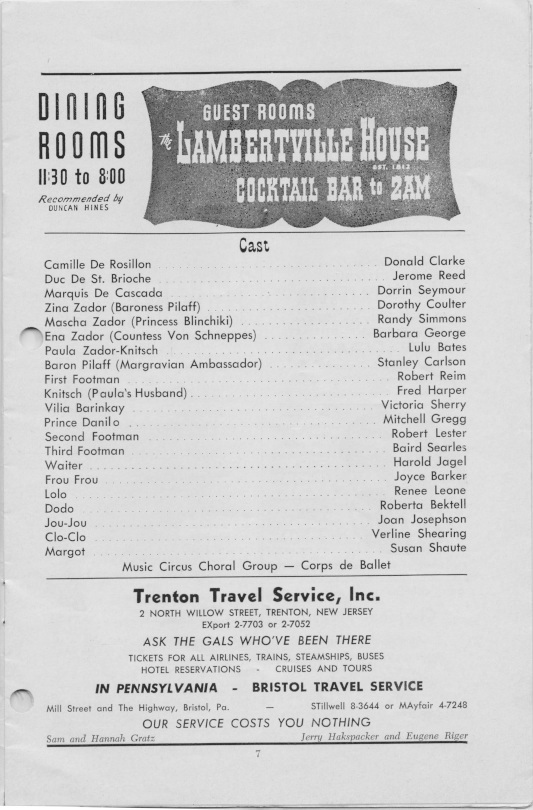 DINING
ROOMS
11:30 to 8:00
Recommended by
DUNCAN HINES
GUEST ROOMS
the LAMBERTVILLE HOUSE
EST. 1812
COCKTAIL BAR to 2AM
Cast
Camille De Rosillon Donald Clarke
Duc De St. Brioche Jerome Reed
Marquis De Cascada Dorrin Seymour
Zina Zador (Baroness Pilaff) Dorothy Coulter
Mascha Zador (Princess Blinchiki) Randy Simmons
Ena Zador (Countess Von Schneppes) Barbara George
Paula Zador-Knitsch Lulu Bates
Baron Pilaff (Margravian Ambassador) Stanley Carlson
First Footman Robert Reim
Knitsch (Paula's Husband) Fred Harper
Vilia Barinkay Victoria Sherry
Prince Danilo Mitchell Gregg
Second Footman Robert Lester
Third Footman Baird Searles
Waiter Harold Jagel
Frou Frou Joyce Barker
Lolo Renee Leone
Dodo Roberta Bektell
Jou-Jou Joan Josephson
Clo-Clo Verline Shearing
Margot Susan Shaute
Music Circus Choral Group — Corps de Ballet
Trenton Travel Service, Inc.
2 NORTH WILLOW STREET, TRENTON, NEW JERSEY
EXport 2-7703 or 2-7052
ASK THE GALS WHO'VE BEEN THERE
TICKETS FOR ALL AIRLINES, TRAINS, STEAMSHIPS, BUSES
HOTEL RESERVATIONS - CRUISES AND TOURS
IN PENNSYLVANIA - BRISTOL TRAVEL SERVICE
Mill Street and The Highway, Bristol, Pa. — STillwell 8-3644 or MAyfair 4-7248
OUR SERVICE COSTS YOU NOTHING
Sam and Hannah Gratz Jerry Hakspacker and Eugene Riger
7